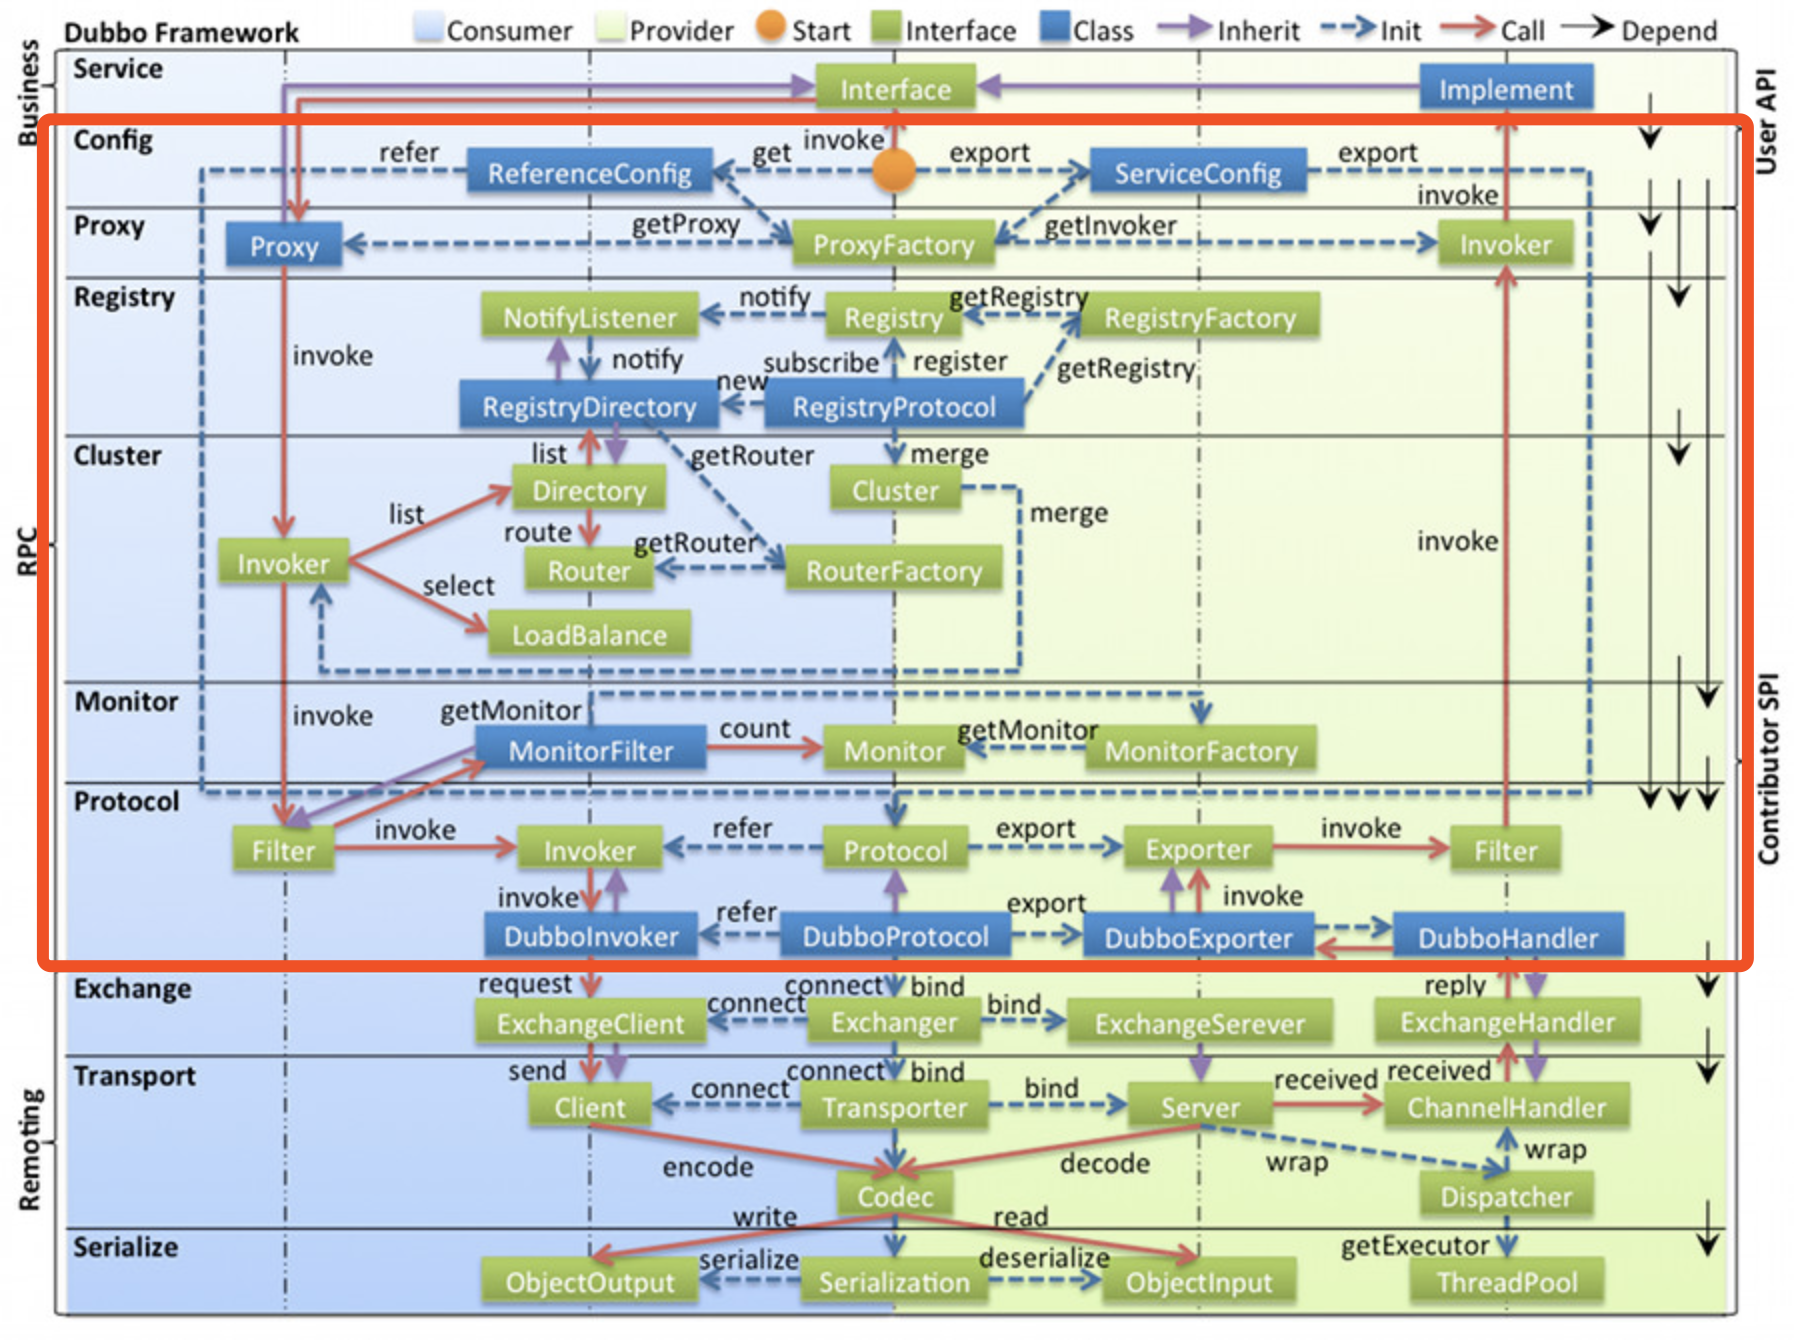 Dubbo Framework
Consumer
Provider
Start
Interface
Class
Inherit
Init
Call
Depend
Business
RPC
Remoting
User API
Contributor SPI
Service
Interface
Implement
Config
refer
ReferenceConfig
get
invoke
export
ServiceConfig
export
invoke
Proxy
Proxy
getProxy
ProxyFactory
getInvoker
Invoker
Registry
NotifyListener
notify
Registry
getRegistry
RegistryFactory
invoke
notify
subscribe
register
getRegistry
new
RegistryDirectory
RegistryProtocol
Cluster
list
getRouter
merge
Directory
Cluster
list
merge
route
getRouter
invoke
Invoker
Router
RouterFactory
select
LoadBalance
Monitor
invoke
getMonitor
MonitorFilter
count
Monitor
getMonitor
MonitorFactory
Protocol
Filter
invoke
Invoker
refer
Protocol
export
Exporter
invoke
Filter
invoke
refer
export
invoke
DubboInvoker
DubboProtocol
DubboExporter
DubboHandler
Exchange
request
connect
bind
reply
connect
bind
ExchangeClient
Exchanger
ExchangeSerever
ExchangeHandler
Transport
send
connect
bind
received
received
connect
bind
Client
Transporter
Server
ChannelHandler
encode
decode
wrap
wrap
Codec
Dispatcher
write
read
Serialize
serialize
deserialize
getExecutor
ObjectOutput
Serialization
ObjectInput
ThreadPool